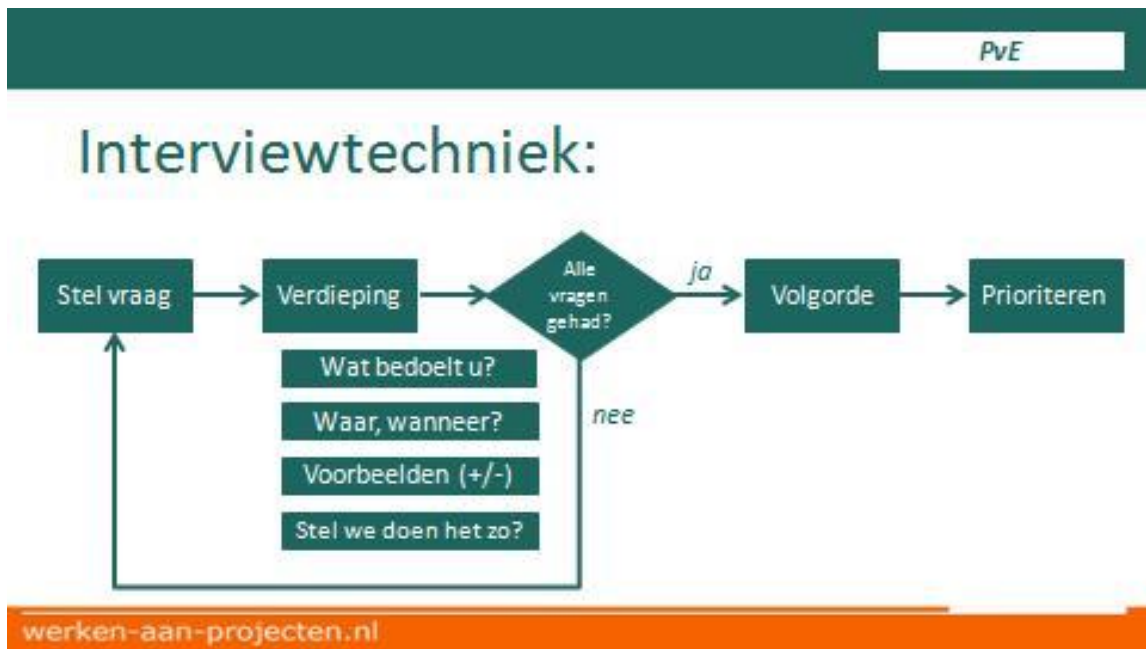 PvE
Interviewtechniek:
Stel vraag
Verdieping
Alle
vragen
gehad?
ja
Volgorde
Prioriteren
Wat bedoelt u?
Waar, wanneer?
Voorbeelden (+/-)
Stel we doen het zo?
nee
werken-aan-projecten.nl